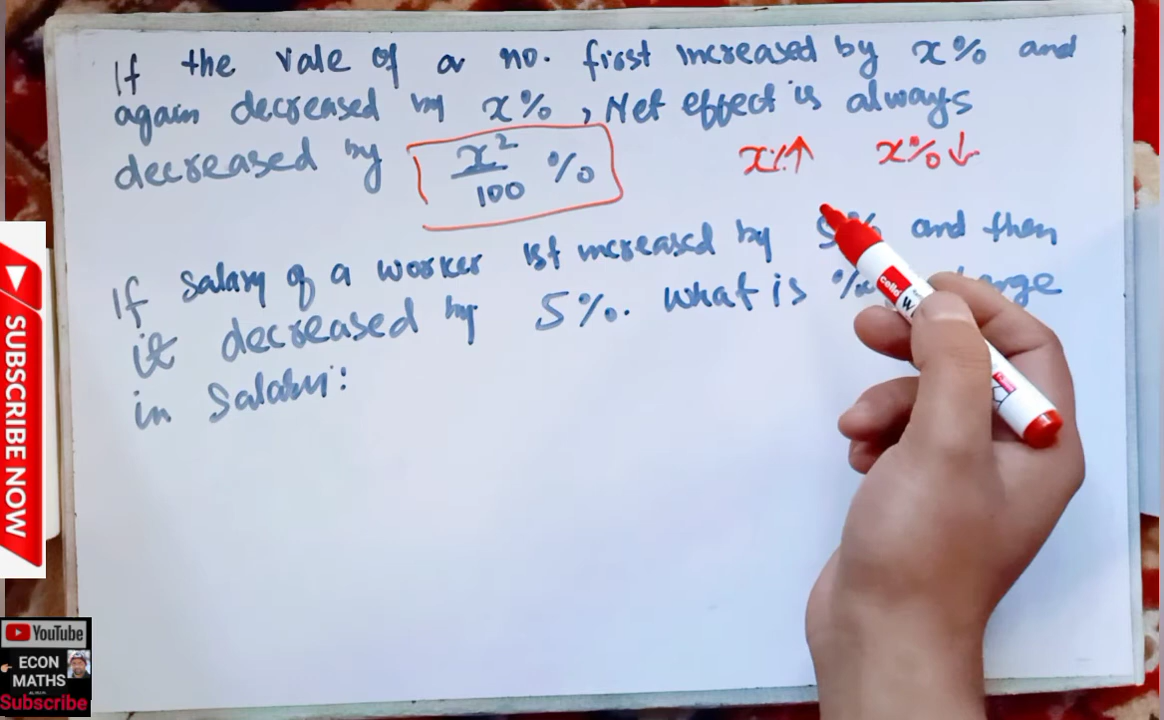 If the vale of a no. first increased by x% and
again decreased by x%, Net effect is always
decreased by x²/100 %
x%↑ x%↓
If salary of a worker 1st increased by 5% and then
it decreased by 5%. what is %
in Salary:
SUBSCRIBE NOW
YouTube
ECON
MATHS
Subscribe